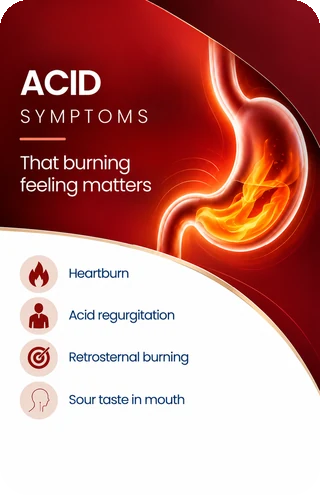 ACID
SYMPTOMS
That burning
feeling matters
Heartburn
Acid regurgitation
Retrosternal burning
Sour taste in mouth